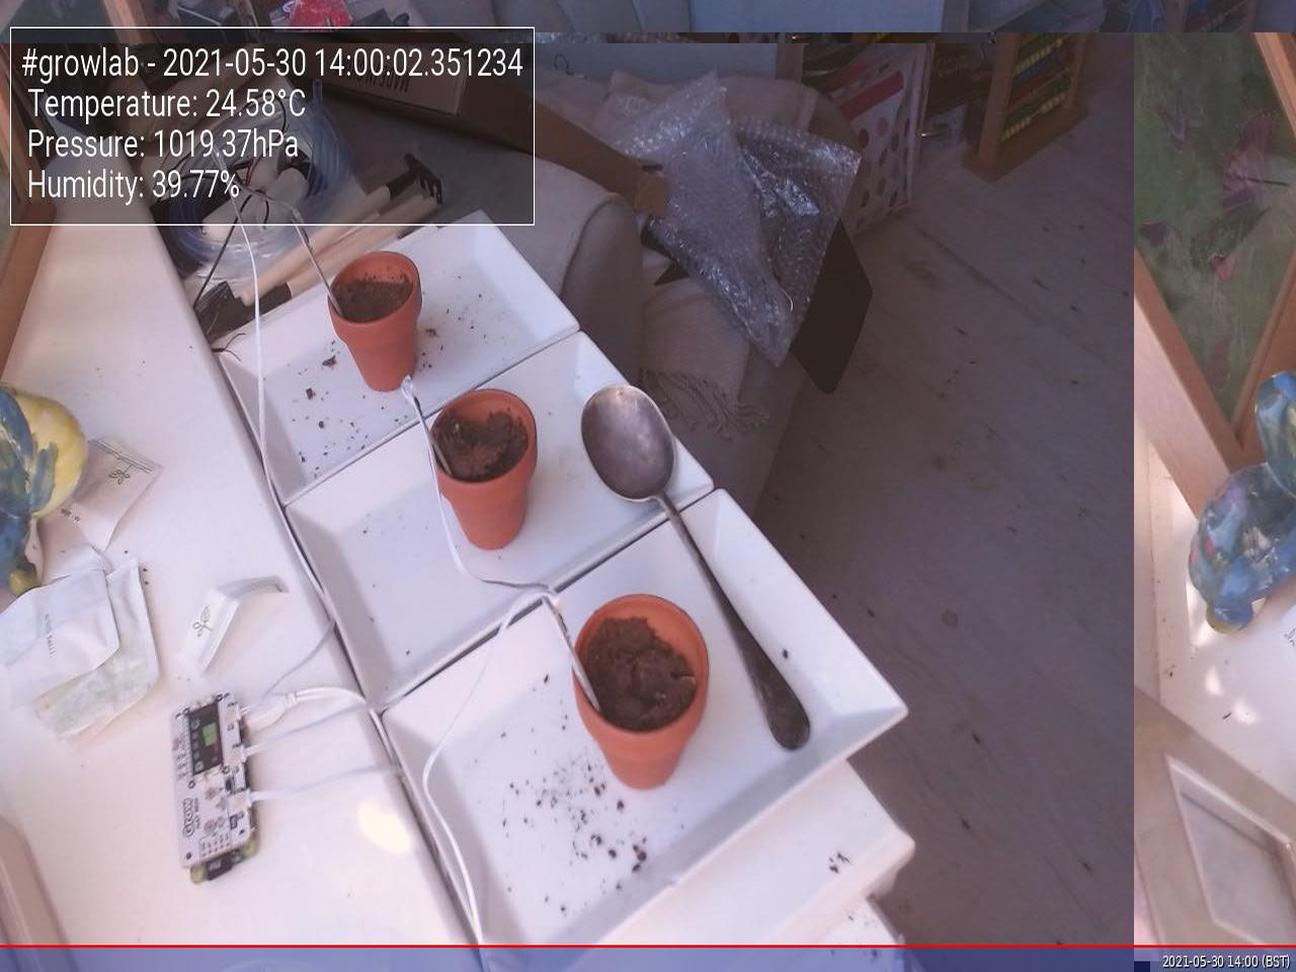 #growlab - 2021-05-30 14:00:02.351234
Temperature: 24.58°C
Pressure: 1019.37hPa
Humidity: 39.77%
2021-05-30 14:00 (BST)